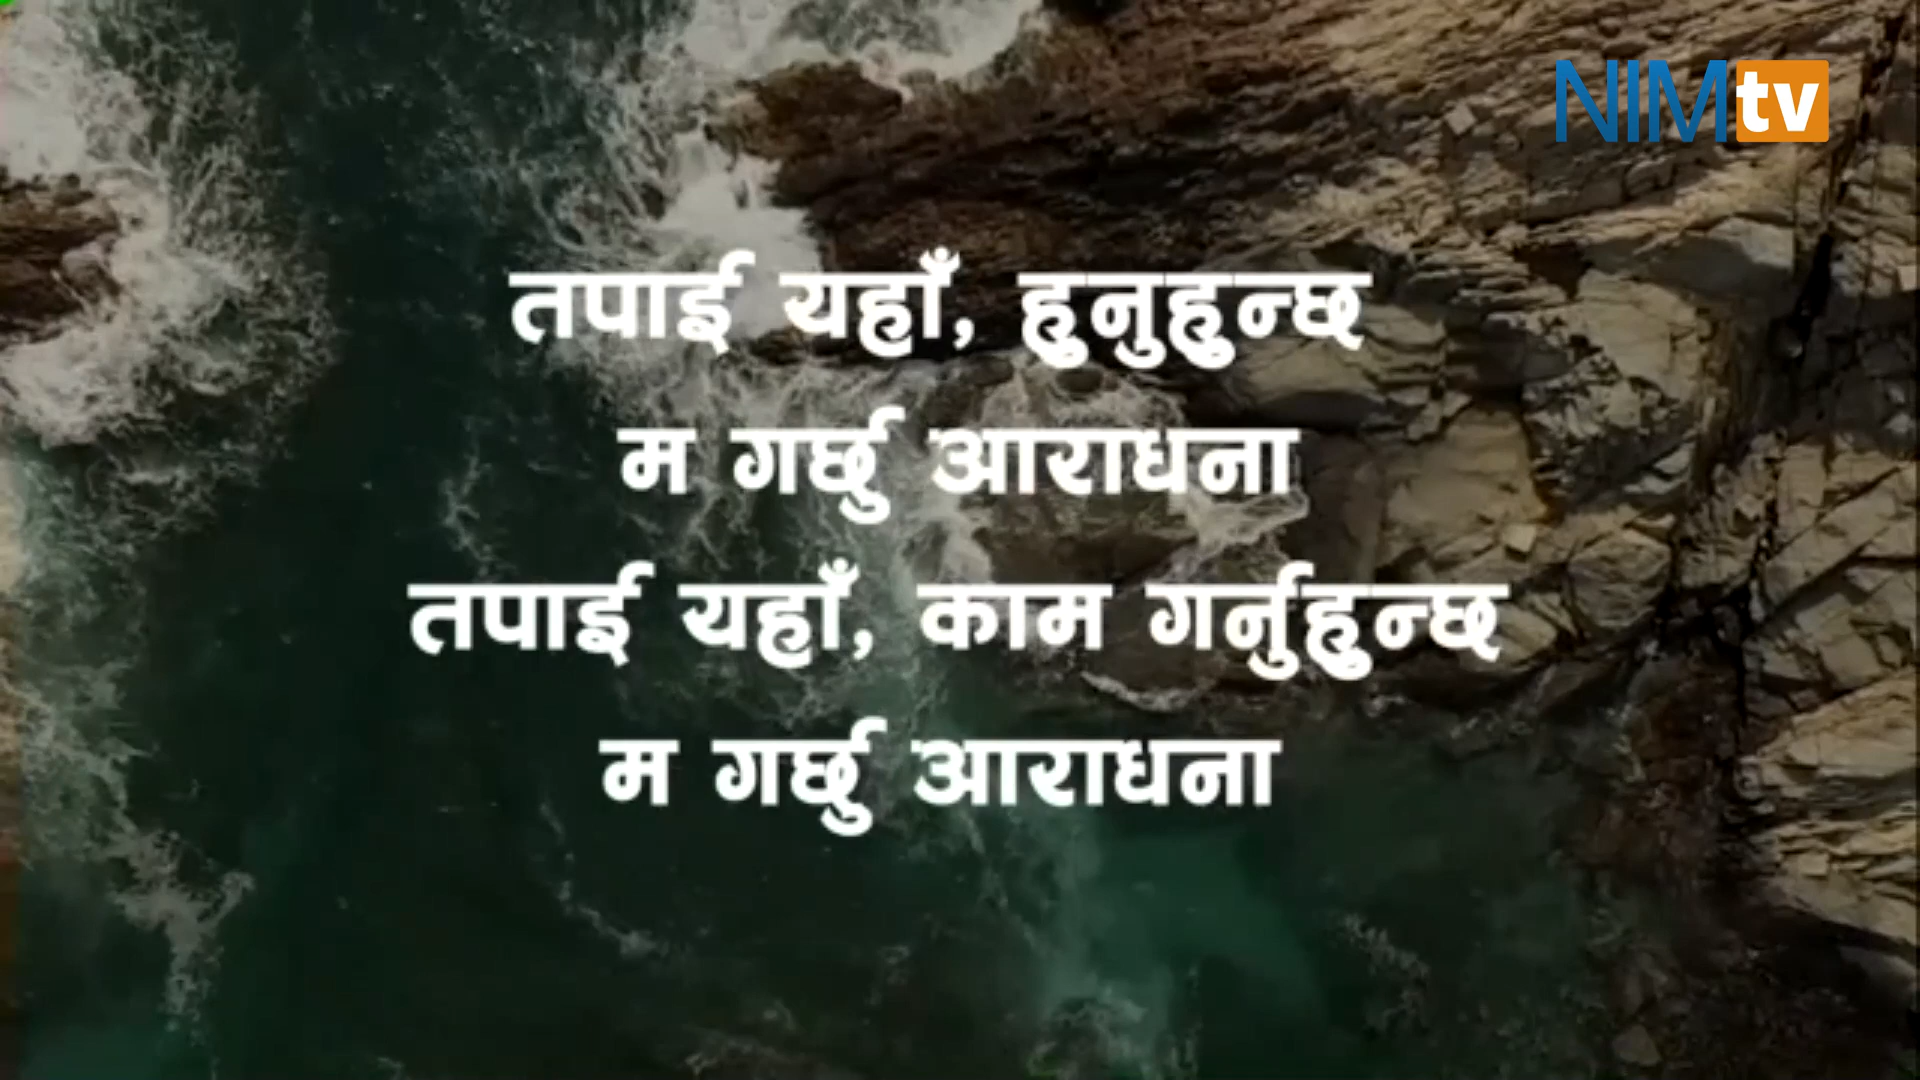 NIMtv
तपाई यहाँ, हुनुहुन्छ
म गर्छु आराधना
तपाई यहाँ, काम गर्नुहुन्छ
म गर्छु आराधना